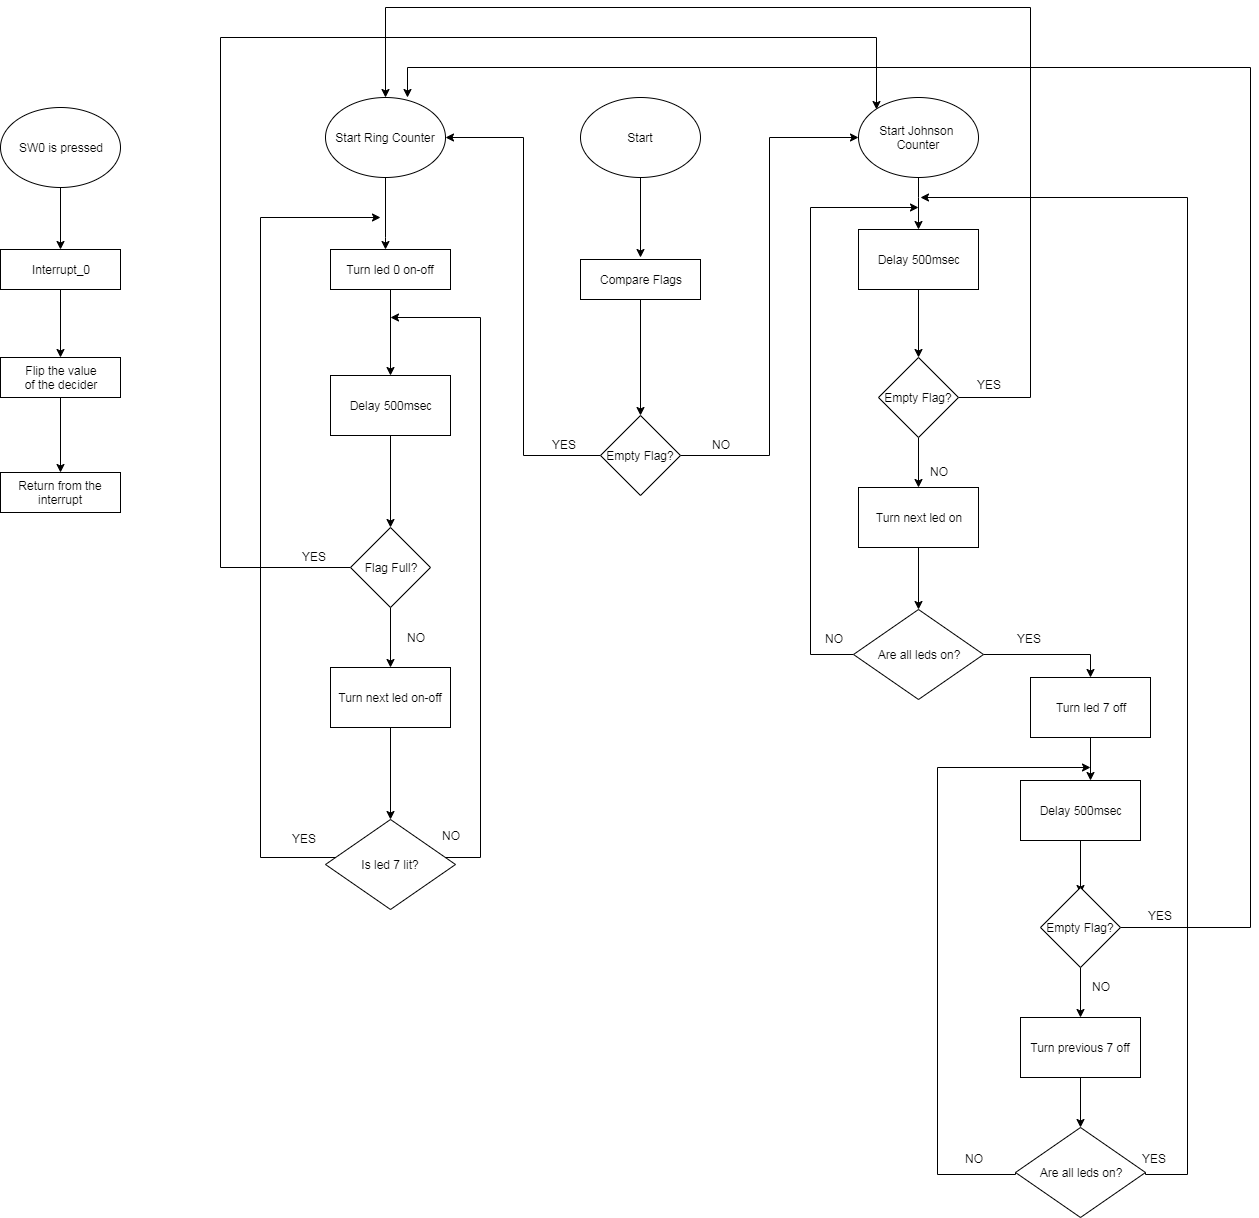 SW0 is pressed
Interrupt_0
Flip the value
of the decider
Return from the
interrupt
Start Ring Counter
Turn led 0 on-off
Delay 500msec
YES
Flag Full?
NO
Turn next led on-off
YES
NO
Is led 7 lit?
Start
Compare Flags
YES
Empty Flag?
NO
Start Johnson
Counter
Delay 500msec
YES
Empty Flag?
NO
Turn next led on
NO
Are all leds on?
YES
Turn led 7 off
Delay 500msec
YES
Empty Flag?
NO
Turn previous 7 off
NO
Are all leds on?
YES